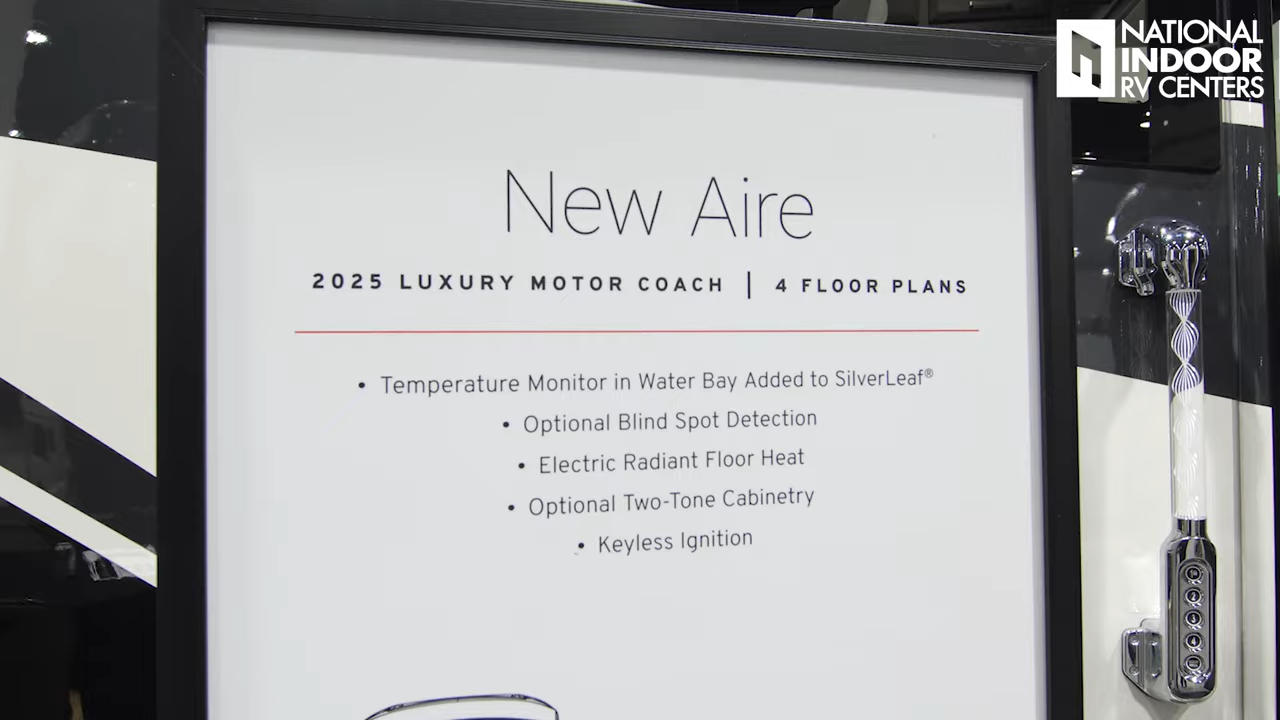 NATIONAL
INDOOR
RV CENTERS
New Aire
2025 LUXURY MOTOR COACH | 4 FLOOR PLANS
• Temperature Monitor in Water Bay Added to SilverLeaf®
• Optional Blind Spot Detection
• Electric Radiant Floor Heat
• Optional Two-Tone Cabinetry
• Keyless Ignition